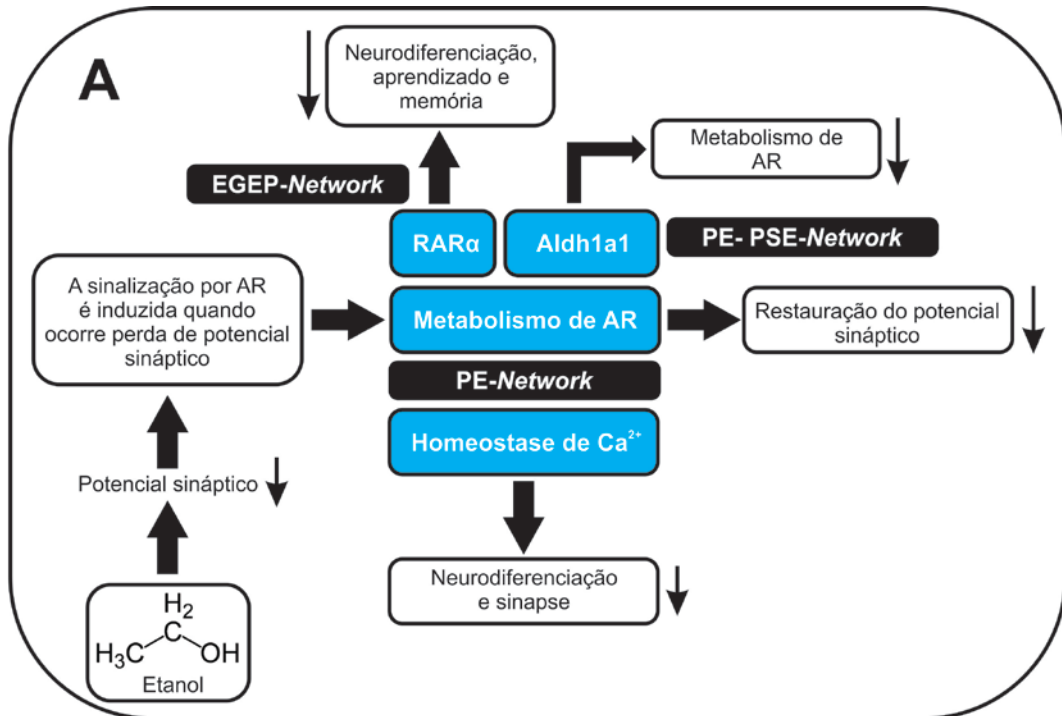 A
Neurodiferenciação,
aprendizado e
memória
Metabolismo de
AR
EGEP-Network
RARα
Aldh1a1
PE- PSE-Network
A sinalização por AR
é induzida quando
ocorre perda de potencial
sináptico
Metabolismo de AR
Restauração do potencial
sináptico
PE-Network
Homeostase de Ca²⁺
Potencial sináptico
Neurodiferenciação
e sinapse
H₂
H₃C C OH
Etanol